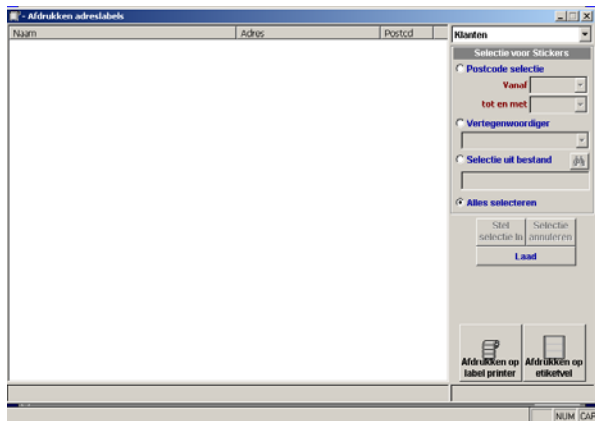 - Afdrukken adreslabels
Naam Adres Postcd
Klanten
Selectie voor Stickers
Postcode selectie
Vanaf
tot en met
Vertegenwoordiger
Selectie uit bestand
Alles selecteren
Stel selectie in
Selectie annuleren
Laad
Afdrukken op label printer
Afdrukken op etiketvel
NUM CAP